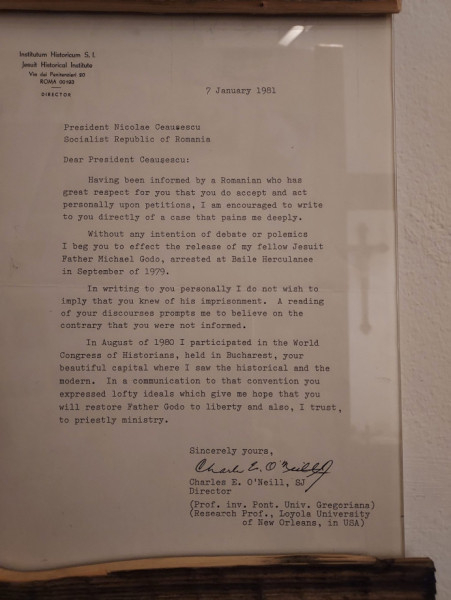 Institutum Historicum S. I.
Jesuit Historical Institute
Via dei Penitenzieri 20
ROMA 00193
DIRECTOR
7 January 1981
President Nicolae Ceauşescu
Socialist Republic of Romania
Dear President Ceauşescu:
Having been informed by a Romanian who has
great respect for you that you do accept and act
personally upon petitions, I am encouraged to write
to you directly of a case that pains me deeply.
Without any intention of debate or polemics
I beg you to effect the release of my fellow Jesuit
Father Michael Godo, arrested at Baile Herculanee
in September of 1979.
In writing to you personally I do not wish to
imply that you knew of his imprisonment. A reading
of your discourses prompts me to believe on the
contrary that you were not informed.
In August of 1980 I participated in the World
Congress of Historians, held in Bucharest, your
beautiful capital where I saw the historical and the
modern. In a communication to that convention you
expressed lofty ideals which give me hope that you
will restore Father Godo to liberty and also, I trust,
to priestly ministry.
Sincerely yours,
Charles E. O'Neill, SJ
Charles E. O'Neill, SJ
Director
(Prof. inv. Pont. Univ. Gregoriana)
(Research Prof., Loyola University
of New Orleans, in USA)